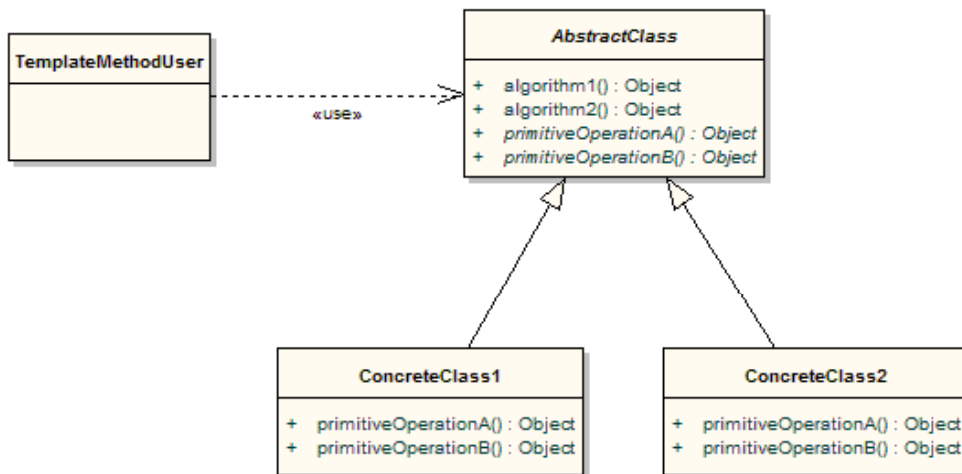 TemplateMethodUser
«use»
AbstractClass
+ algorithm1() : Object
+ algorithm2() : Object
+ primitiveOperationA() : Object
+ primitiveOperationB() : Object
ConcreteClass1
+ primitiveOperationA() : Object
+ primitiveOperationB() : Object
ConcreteClass2
+ primitiveOperationA() : Object
+ primitiveOperationB() : Object